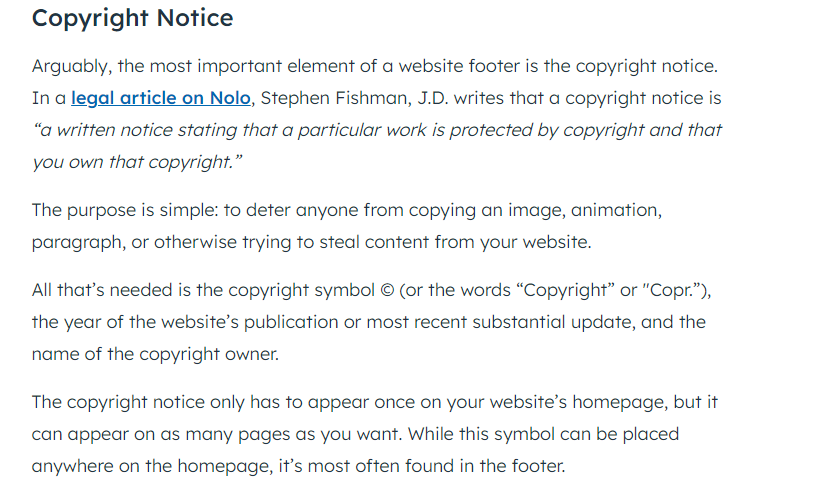 Copyright Notice
Arguably, the most important element of a website footer is the copyright notice.
In a legal article on Nolo, Stephen Fishman, J.D. writes that a copyright notice is
“a written notice stating that a particular work is protected by copyright and that
you own that copyright.”
The purpose is simple: to deter anyone from copying an image, animation,
paragraph, or otherwise trying to steal content from your website.
All that’s needed is the copyright symbol © (or the words “Copyright” or "Copr.”),
the year of the website’s publication or most recent substantial update, and the
name of the copyright owner.
The copyright notice only has to appear once on your website’s homepage, but it
can appear on as many pages as you want. While this symbol can be placed
anywhere on the homepage, it’s most often found in the footer.